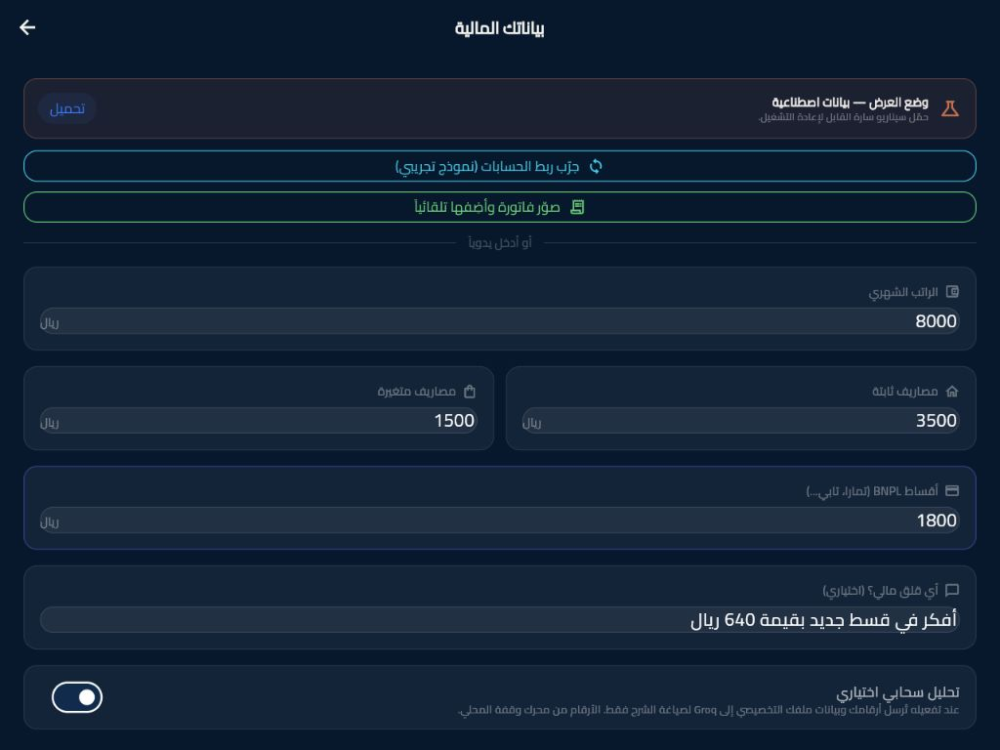 بياناتك المالية
وضع العرض — بيانات اصطناعية
حمّل سيناريو سارة القابل لإعادة التشغيل.
تحميل
جرّب ربط الحسابات (نموذج تجريبي)
صوّر فاتورة وأضِفها تلقائياً
أو أدخل يدوياً
الراتب الشهري
8000
ريال
مصاريف ثابتة
3500
ريال
مصاريف متغيرة
1500
ريال
أقساط BNPL (تمارا، تابي...)
1800
ريال
أي قلق مالي؟ (اختياري)
أفكر في قسط جديد بقيمة 640 ريال
تحليل سحابي اختياري
عند تفعيله تُرسل أرقامك وبيانات ملفك التخصيصي إلى Groq لصياغة الشرح فقط. الأرقام من محرك وقفة المحلي.